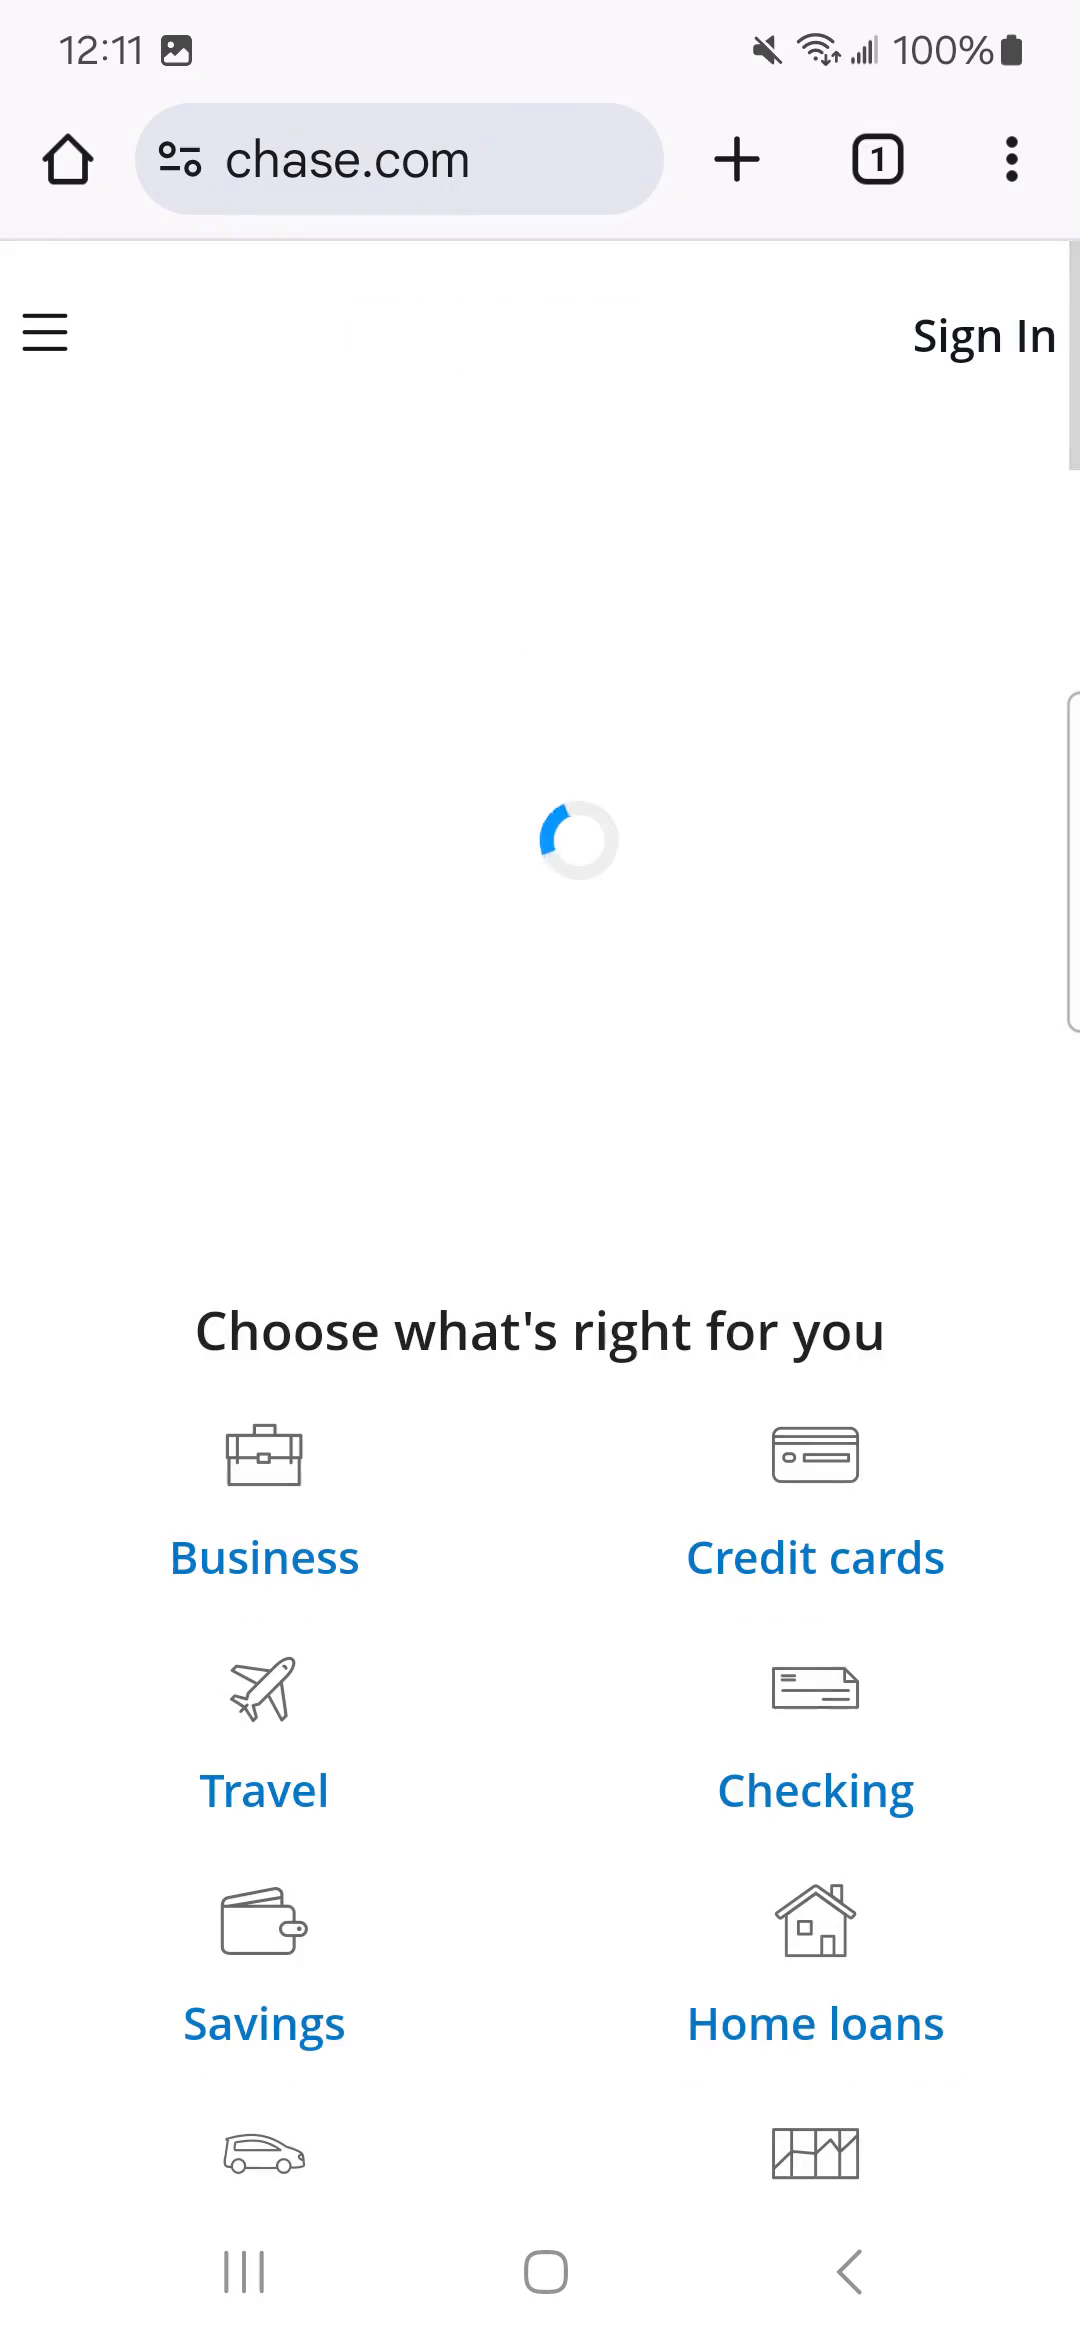 12:11
100%
chase.com
1
Sign In
Choose what's right for you
Business
Credit cards
Travel
Checking
Savings
Home loans